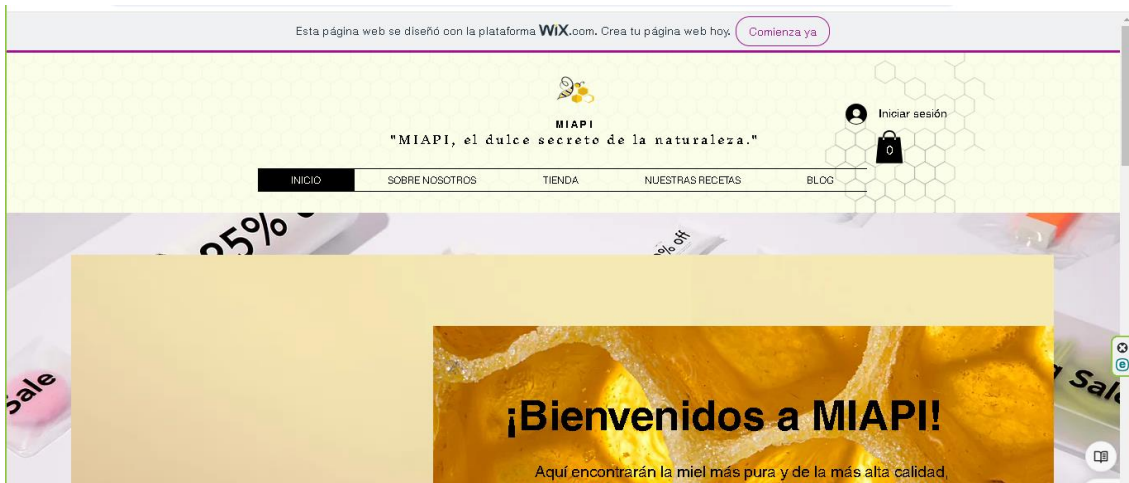 Esta página web se diseñó con la plataforma WiX.com. Crea tu página web hoy. Comienza ya
MIAPI
Iniciar sesión
"MIAPI, el dulce secreto de la naturaleza."
0
INICIO SOBRE NOSOTROS TIENDA NUESTRAS RECETAS BLOG
25%
% off
Sale
Sale
¡Bienvenidos a MIAPI!
Aquí encontrarán la miel más pura y de la más alta calidad,